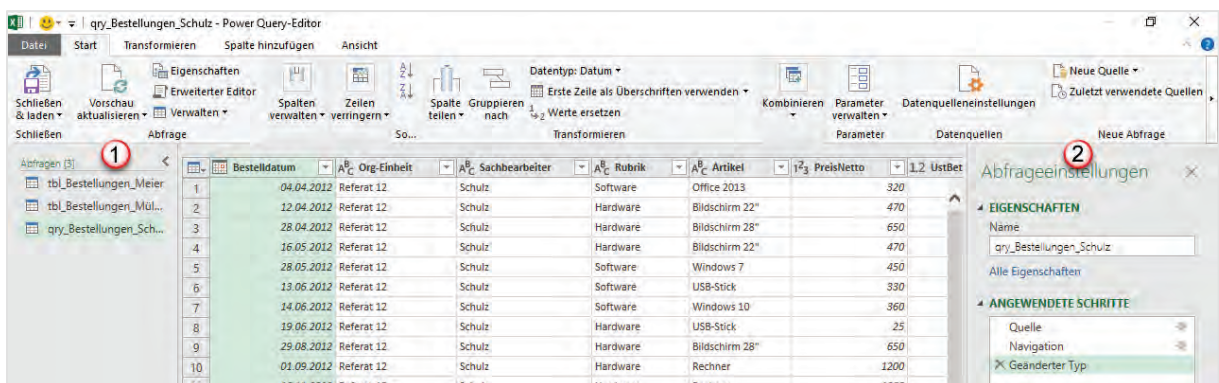 qry_Bestellungen_Schulz - Power Query-Editor
Datei Start Transformieren Spalte hinzufügen Ansicht
Schließen & laden
Vorschau aktualisieren
Eigenschaften
Erweiterter Editor
Verwalten
Spalten verwalten
Zeilen verringern
Spalte teilen
Gruppieren nach
Datentyp: Datum
Erste Zeile als Überschriften verwenden
Werte ersetzen
Kombinieren
Parameter verwalten
Datenquelleneinstellungen
Neue Quelle
Zuletzt verwendete Quellen
Schließen Abfrage So... Transformieren Parameter Datenquellen Neue Abfrage
Abfragen [3]
1
tbl_Bestellungen_Meier
tbl_Bestellungen_Mül...
qry_Bestellungen_Sch...
Bestelldatum Org-Einheit Sachbearbeiter Rubrik Artikel PreisNetto UstBet
1 04.04.2012 Referat 12 Schulz Software Office 2013 320
2 12.04.2012 Referat 12 Schulz Hardware Bildschirm 22" 470
3 28.04.2012 Referat 12 Schulz Hardware Bildschirm 28" 650
4 16.05.2012 Referat 12 Schulz Hardware Bildschirm 22" 470
5 28.05.2012 Referat 12 Schulz Software Windows 7 450
6 13.06.2012 Referat 12 Schulz Software USB-Stick 330
7 14.06.2012 Referat 12 Schulz Software Windows 10 360
8 19.06.2012 Referat 12 Schulz Hardware USB-Stick 25
9 29.08.2012 Referat 12 Schulz Hardware Bildschirm 28" 650
10 01.09.2012 Referat 12 Schulz Hardware Rechner 1200
2
Abfrageeinstellungen
EIGENSCHAFTEN
Name
qry_Bestellungen_Schulz
Alle Eigenschaften
ANGEWENDETE SCHRITTE
Quelle
Navigation
Geänderter Typ